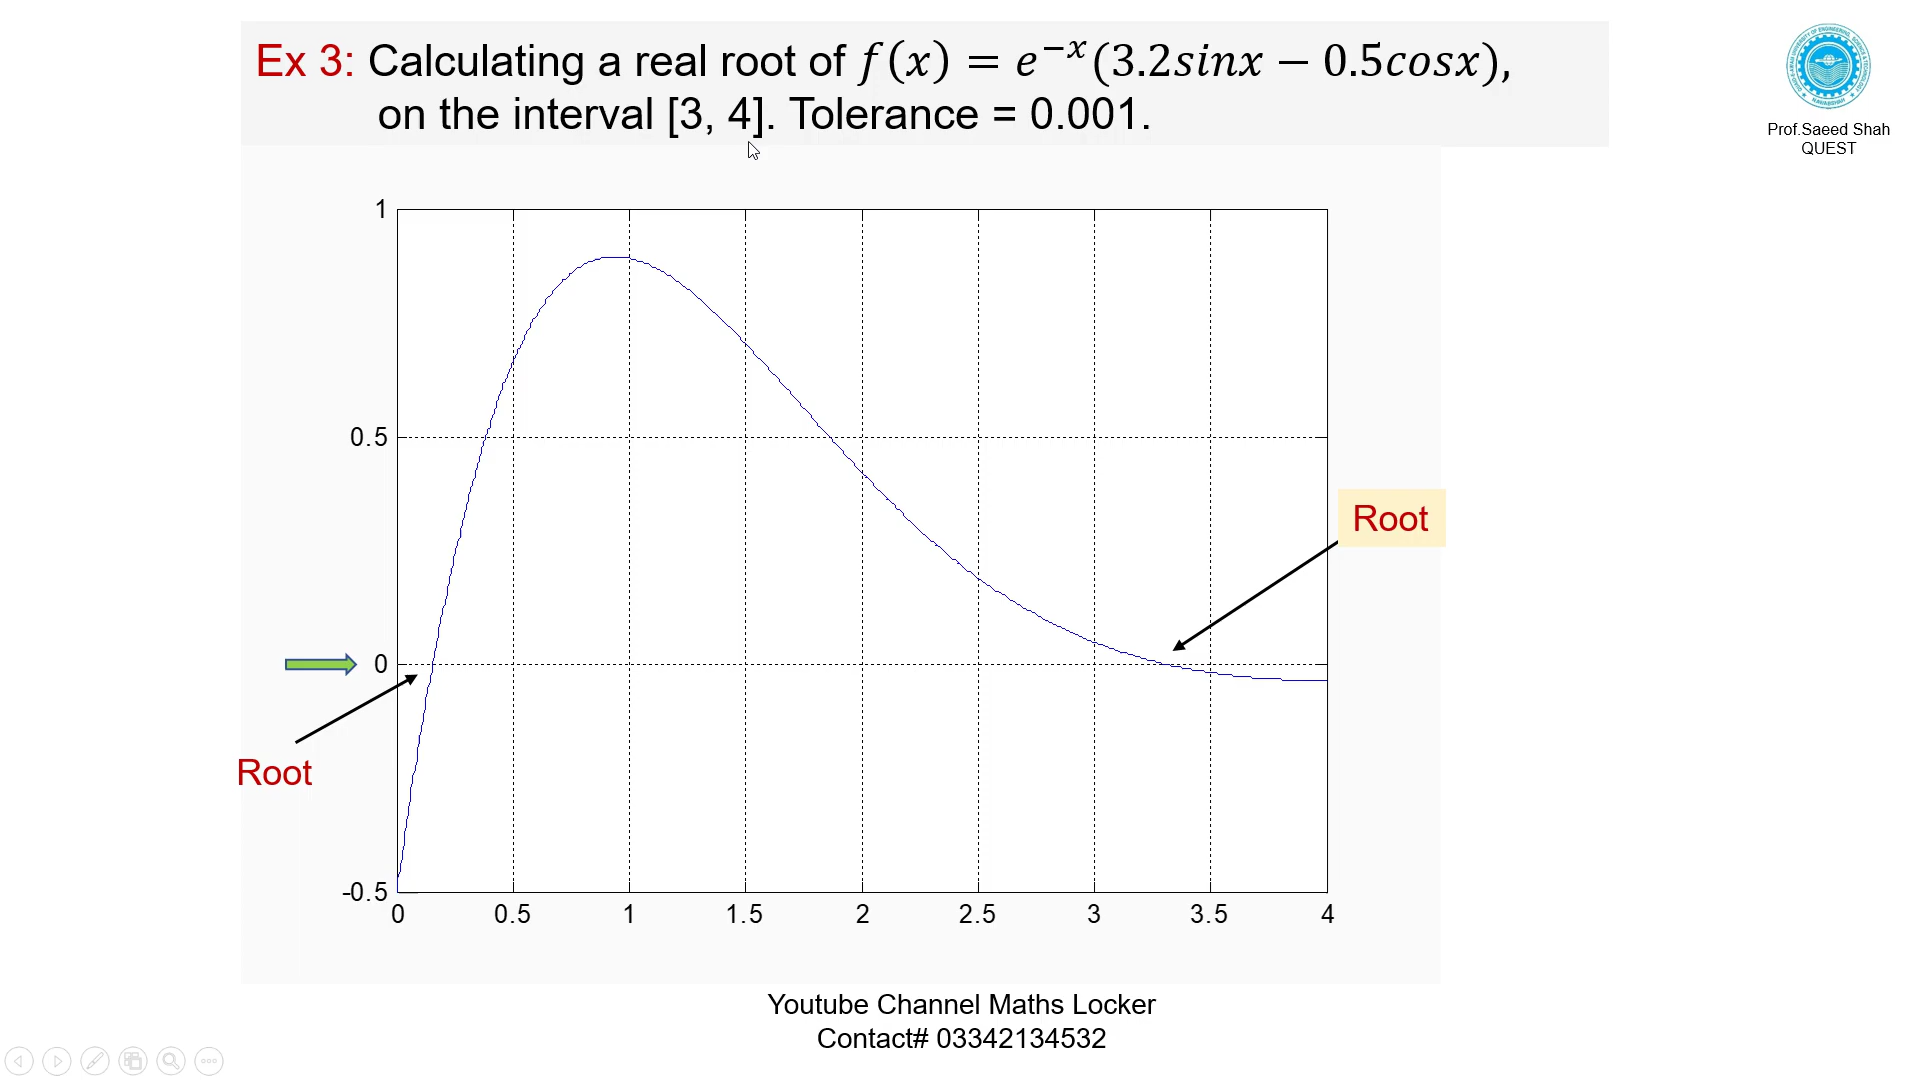 Ex 3: Calculating a real root of f(x) = e^{−x}(3.2sinx − 0.5cosx),
on the interval [3, 4]. Tolerance = 0.001.
Prof.Saeed Shah
QUEST
1
0.5
Root
0
Root
-0.5
0 0.5 1 1.5 2 2.5 3 3.5 4
Youtube Channel Maths Locker
Contact# 03342134532